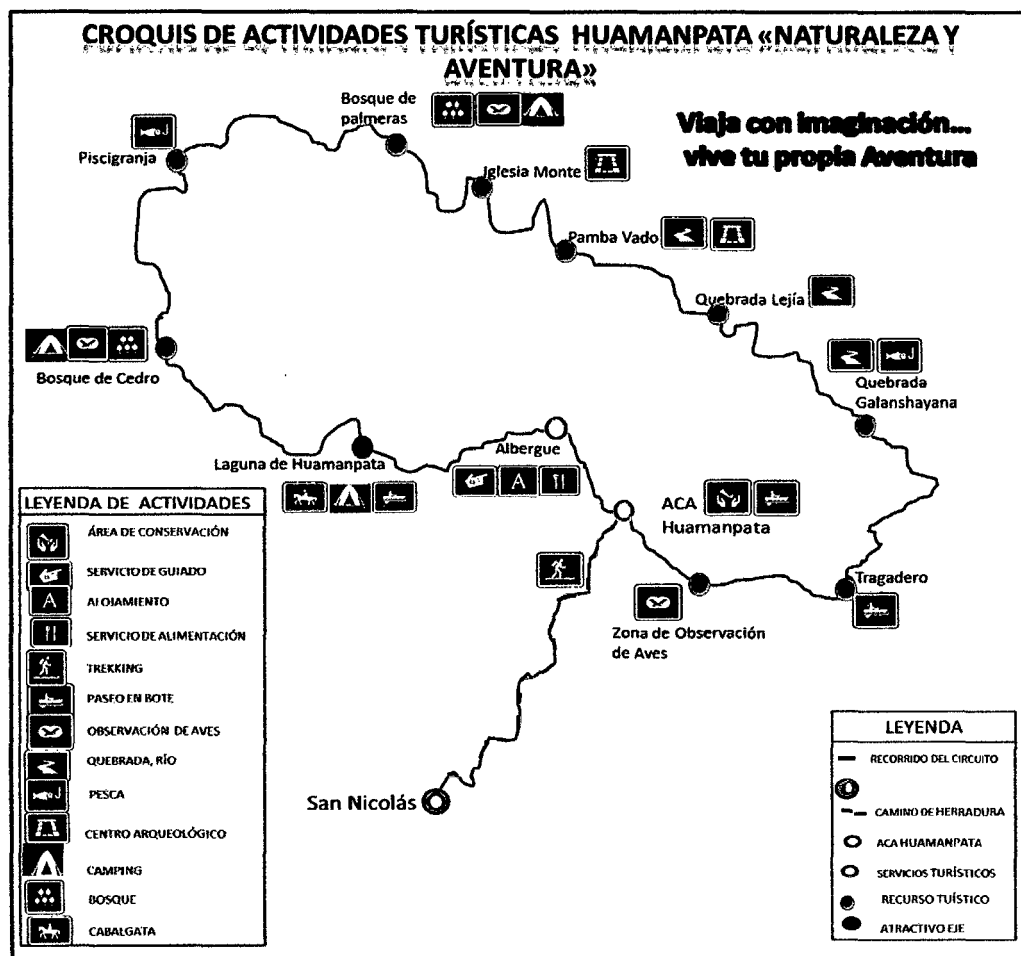 CROQUIS DE ACTIVIDADES TURÍSTICAS HUAMANPATA «NATURALEZA Y
AVENTURA»
Viaja con imaginación...
vive tu propia Aventura
Bosque de
palmeras
Piscigranja
Iglesia Monte
Pamba Vado
Quebrada Lejía
Quebrada
Galanshayana
Bosque de Cedro
Laguna de Huamanpata
Albergue
A
ACA
Huamanpata
Tragadero
Zona de Observación
de Aves
San Nicolás
LEYENDA DE ACTIVIDADES
ÁREA DE CONSERVACIÓN
SERVICIO DE GUIADO
A
ALOJAMIENTO
SERVICIO DE ALIMENTACIÓN
TREKKING
PASEO EN BOTE
OBSERVACIÓN DE AVES
QUEBRADA, RÍO
PESCA
CENTRO ARQUEOLÓGICO
CAMPING
BOSQUE
CABALGATA
LEYENDA
RECORRIDO DEL CIRCUITO
CAMINO DE HERRADURA
ACA HUAMANPATA
SERVICIOS TURÍSTICOS
RECURSO TUÍSTICO
ATRACTIVO EJE